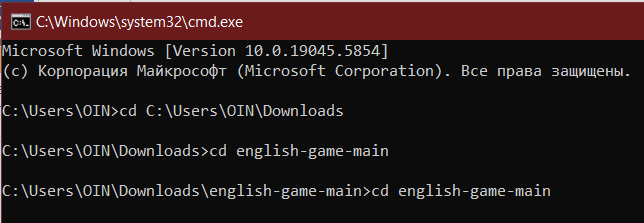 C:\Windows\system32\cmd.exe
Microsoft Windows [Version 10.0.19045.5854]
(c) Корпорация Майкрософт (Microsoft Corporation). Все права защищены.
C:\Users\OIN>cd C:\Users\OIN\Downloads
C:\Users\OIN\Downloads>cd english-game-main
C:\Users\OIN\Downloads\english-game-main>cd english-game-main